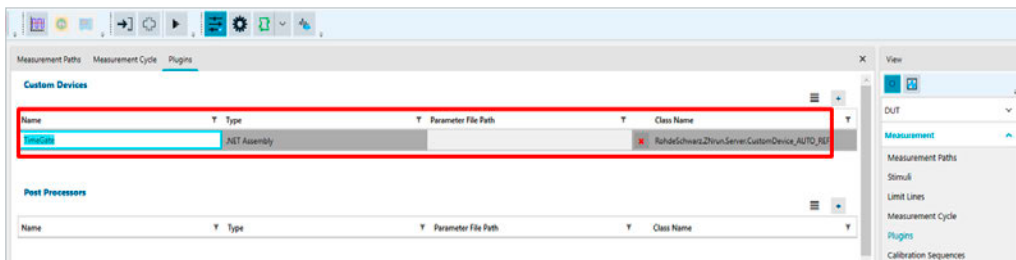 Measurement Paths Measurement Cycle Plugins
Custom Devices
Name Type Parameter File Path Class Name
TimeGate .NET Assembly RohdeSchwarz.Zhrun.Server.CustomDevice_AUTO_REF
Post Processors
Name Type Parameter File Path Class Name
View
DUT
Measurement
Measurement Paths
Stimuli
Limit Lines
Measurement Cycle
Plugins
Calibration Sequences